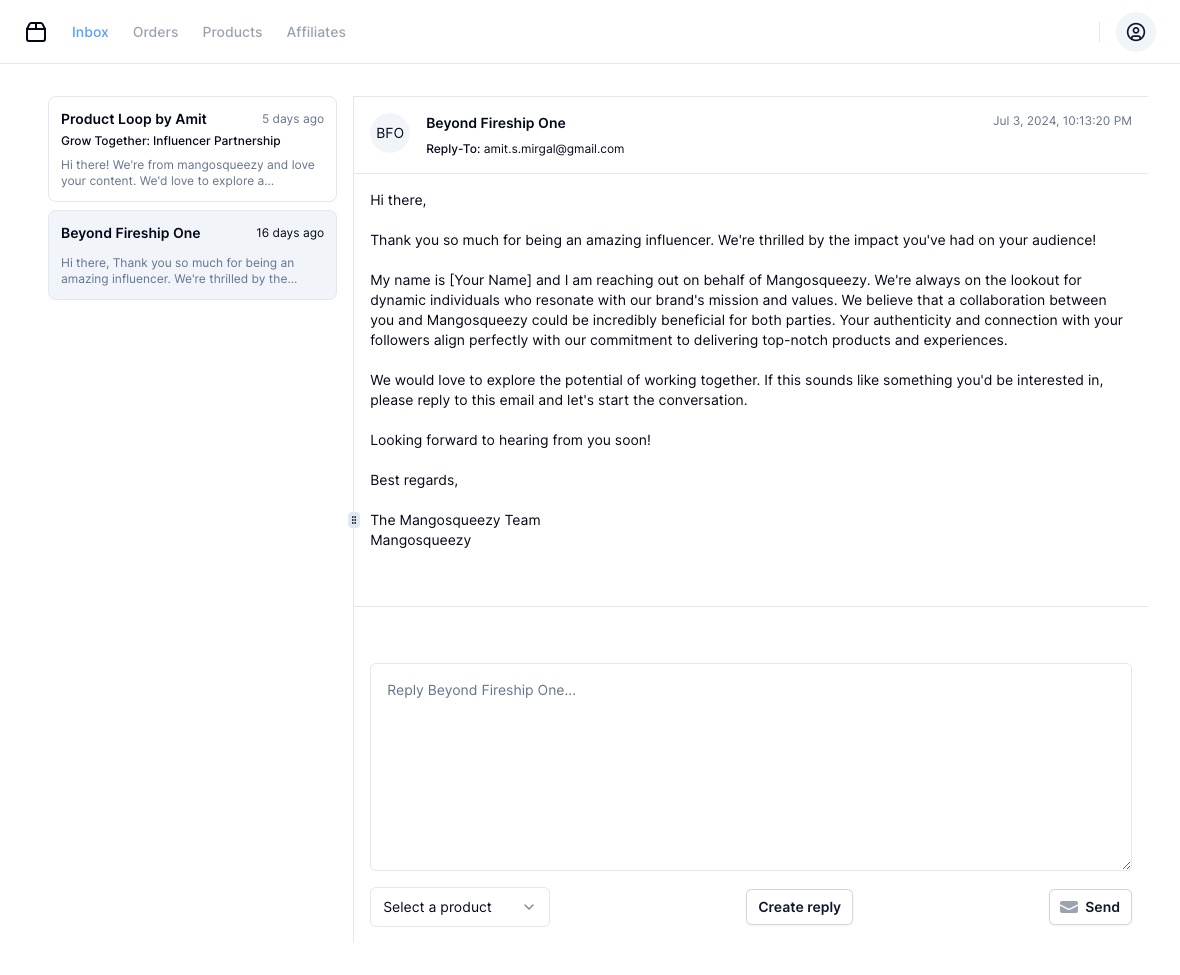 Inbox Orders Products Affiliates
Product Loop by Amit 5 days ago
Grow Together: Influencer Partnership
Hi there! We're from mangosqueezy and love
your content. We'd love to explore a...
Beyond Fireship One 16 days ago
Hi there, Thank you so much for being an
amazing influencer. We're thrilled by the...
BFO
Beyond Fireship One
Jul 3, 2024, 10:13:20 PM
Reply-To: amit.s.mirgal@gmail.com
Hi there,
Thank you so much for being an amazing influencer. We're thrilled by the impact you've had on your audience!
My name is [Your Name] and I am reaching out on behalf of Mangosqueezy. We're always on the lookout for
dynamic individuals who resonate with our brand's mission and values. We believe that a collaboration between
you and Mangosqueezy could be incredibly beneficial for both parties. Your authenticity and connection with your
followers align perfectly with our commitment to delivering top-notch products and experiences.
We would love to explore the potential of working together. If this sounds like something you'd be interested in,
please reply to this email and let's start the conversation.
Looking forward to hearing from you soon!
Best regards,
The Mangosqueezy Team
Mangosqueezy
Reply Beyond Fireship One...
Select a product Create reply Send